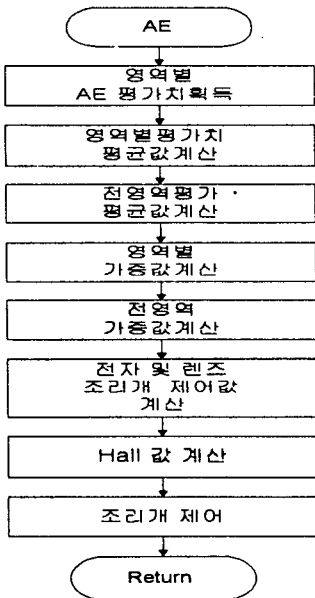 AE
영역별
AE 평가치획득
영역별평가치
평균값계산
전영역평가
평균값계산
영역별
가중값계산
전영역
가중값계산
전자 및 렌즈
조리개 제어값
계산
Hall 값 계산
조리개 제어
Return